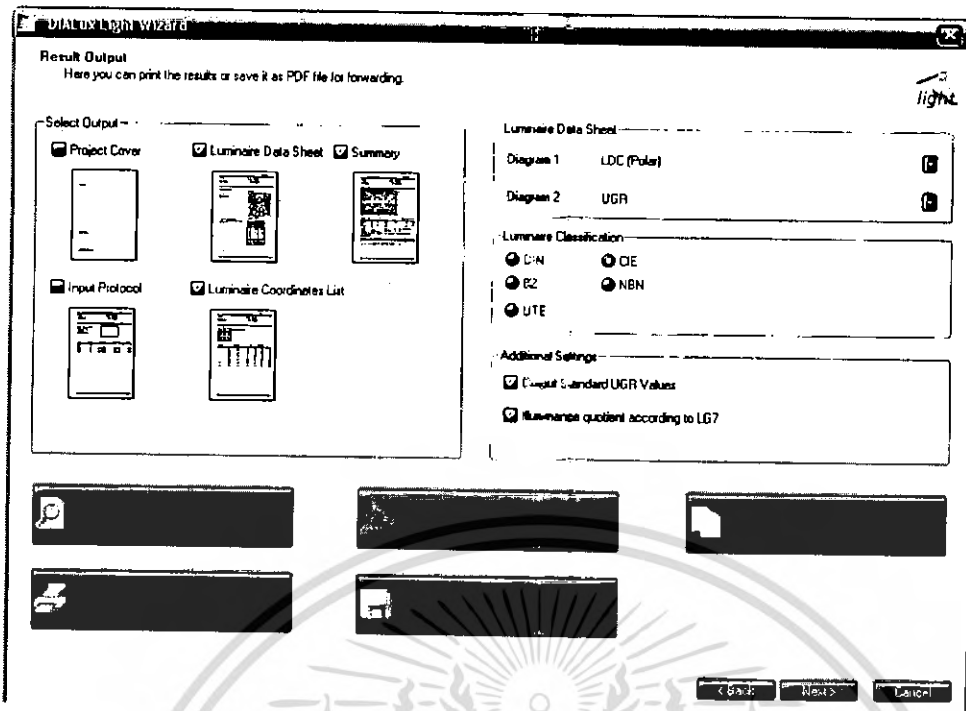 DIALux Light Wizard
Result Output
Here you can print the results or save it as PDF file for forwarding.
light
Select Output
Project Cover
Luminaire Data Sheet
Summary
Input Protocol
Luminaire Coordinates List
Luminaire Data Sheet
Diagram 1 LDC (Polar)
Diagram 2 UGR
Luminaire Classification
DIN CIE
BZ NBN
UTE
Additional Settings
Output Standard UGR Values
Illuminance quotient according to LG7
< Back Next > Cancel